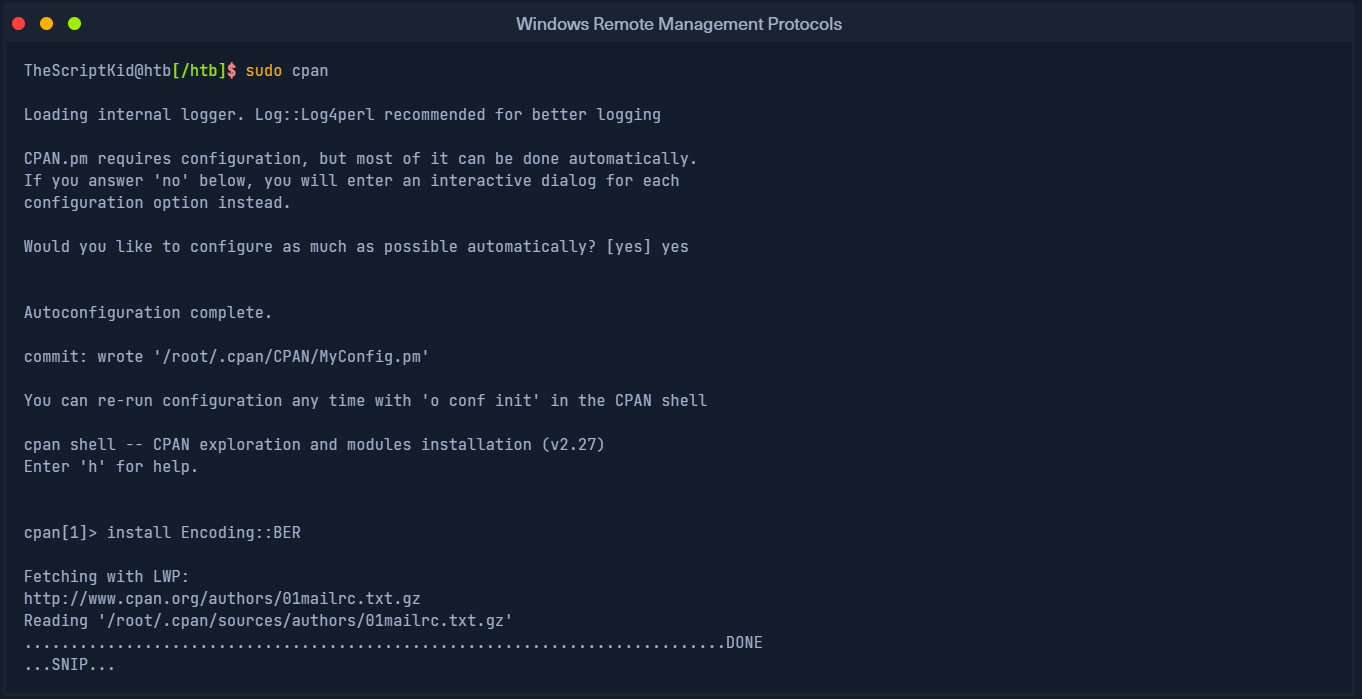 Windows Remote Management Protocols
TheScriptKid@htb[/htb]$ sudo cpan
Loading internal logger. Log::Log4perl recommended for better logging
CPAN.pm requires configuration, but most of it can be done automatically.
If you answer 'no' below, you will enter an interactive dialog for each
configuration option instead.
Would you like to configure as much as possible automatically? [yes] yes
Autoconfiguration complete.
commit: wrote '/root/.cpan/CPAN/MyConfig.pm'
You can re-run configuration any time with 'o conf init' in the CPAN shell
cpan shell -- CPAN exploration and modules installation (v2.27)
Enter 'h' for help.
cpan[1]> install Encoding::BER
Fetching with LWP:
http://www.cpan.org/authors/01mailrc.txt.gz
Reading '/root/.cpan/sources/authors/01mailrc.txt.gz'
............................................................................DONE
...SNIP...